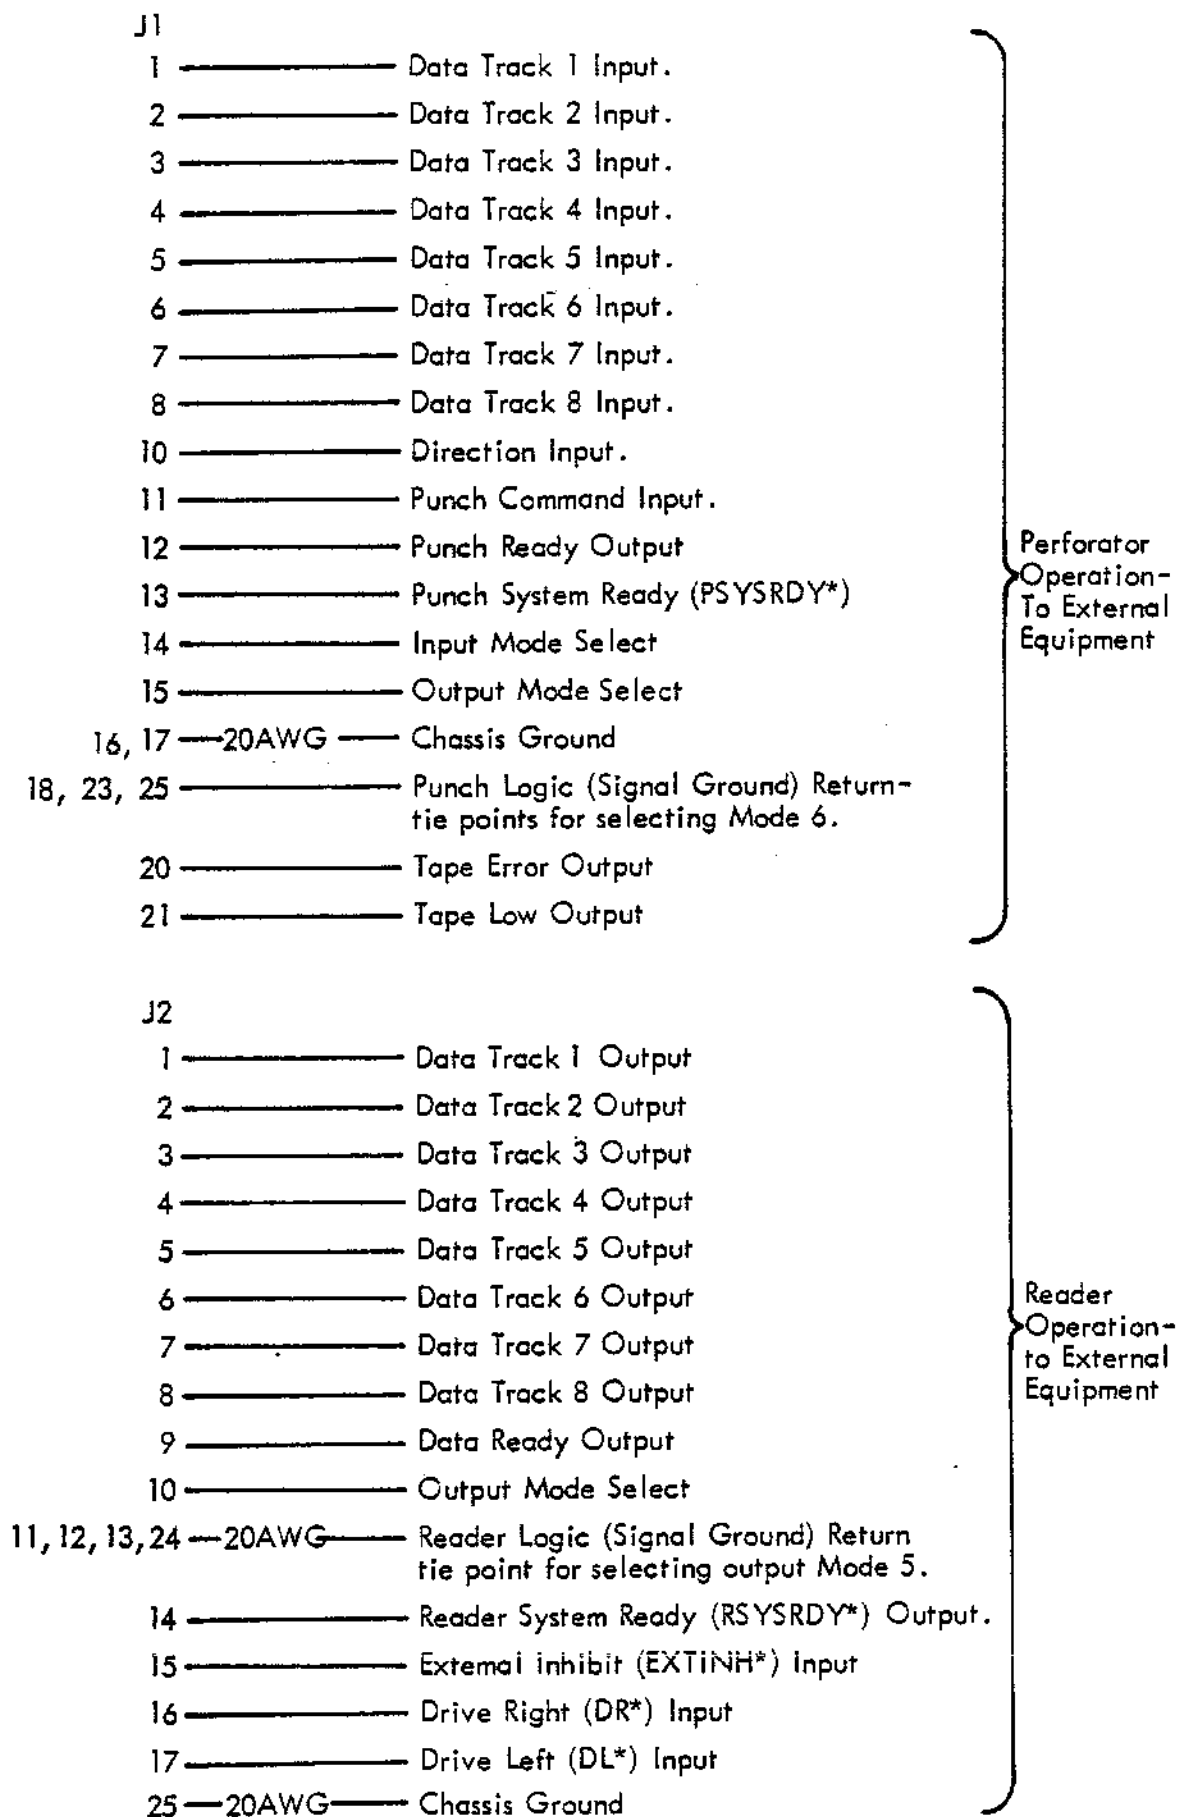 J1
1 Data Track 1 Input.
2 Data Track 2 Input.
3 Data Track 3 Input.
4 Data Track 4 Input.
5 Data Track 5 Input.
6 Data Track 6 Input.
7 Data Track 7 Input.
8 Data Track 8 Input.
10 Direction Input.
11 Punch Command Input.
12 Punch Ready Output
13 Punch System Ready (PSYSRDY*)
14 Input Mode Select
15 Output Mode Select
16, 17 20AWG Chassis Ground
18, 23, 25 Punch Logic (Signal Ground) Return-
tie points for selecting Mode 6.
20 Tape Error Output
21 Tape Low Output
Perforator
Operation-
To External
Equipment
J2
1 Data Track 1 Output
2 Data Track 2 Output
3 Data Track 3 Output
4 Data Track 4 Output
5 Data Track 5 Output
6 Data Track 6 Output
7 Data Track 7 Output
8 Data Track 8 Output
9 Data Ready Output
10 Output Mode Select
11, 12, 13, 24 20AWG Reader Logic (Signal Ground) Return
tie point for selecting output Mode 5.
14 Reader System Ready (RSYSRDY*) Output.
15 External inhibit (EXTINH*) Input
16 Drive Right (DR*) Input
17 Drive Left (DL*) Input
25 20AWG Chassis Ground
Reader
Operation-
to External
Equipment